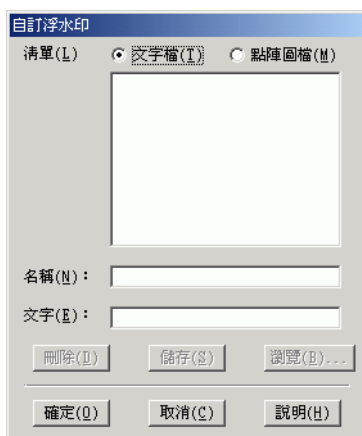 自訂浮水印
清單(L) 文字檔(T) 點陣圖檔(M)
名稱(N)：
文字(E)：
刪除(D) 儲存(S) 瀏覽(B)...
確定(O) 取消(C) 說明(H)